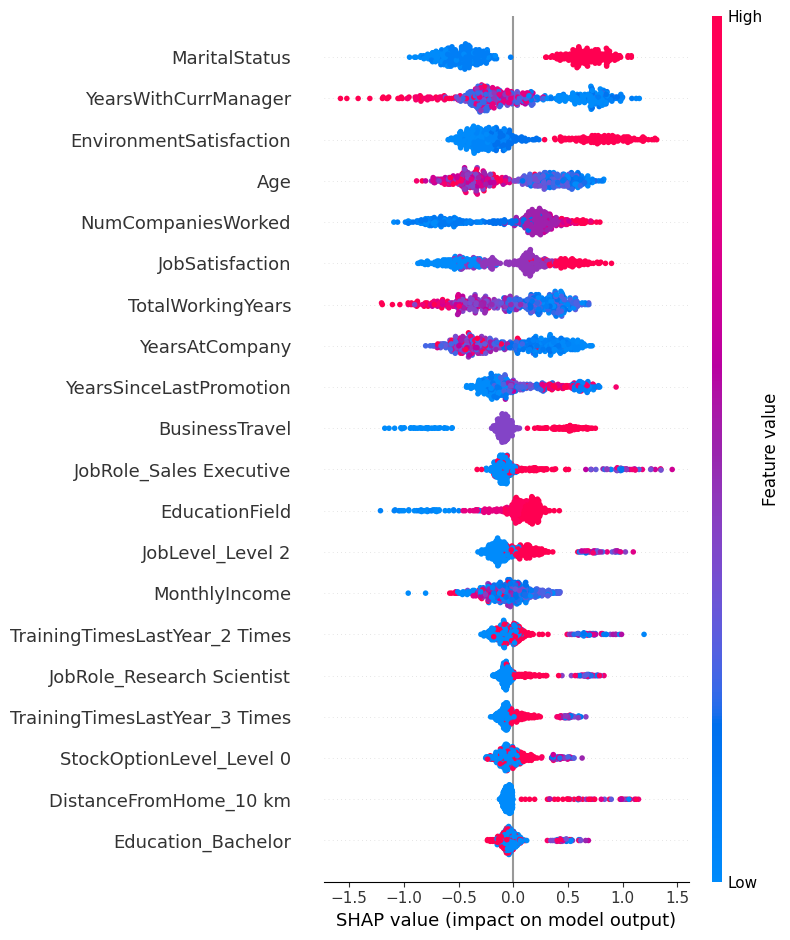 High
MaritalStatus
YearsWithCurrManager
EnvironmentSatisfaction
Age
NumCompaniesWorked
JobSatisfaction
TotalWorkingYears
YearsAtCompany
YearsSinceLastPromotion
BusinessTravel
JobRole_Sales Executive
EducationField
JobLevel_Level 2
MonthlyIncome
TrainingTimesLastYear_2 Times
JobRole_Research Scientist
TrainingTimesLastYear_3 Times
StockOptionLevel_Level 0
DistanceFromHome_10 km
Education_Bachelor
Feature value
Low
−1.5 −1.0 −0.5 0.0 0.5 1.0 1.5
SHAP value (impact on model output)